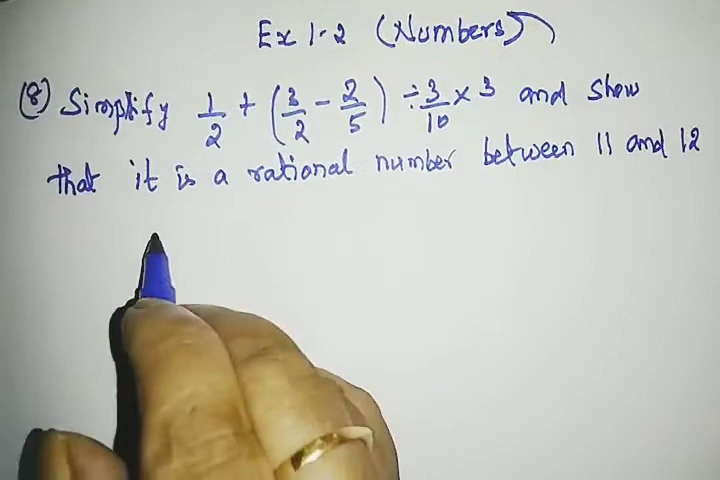 Ex 1.2 (Numbers)
(8) Simplify 1/2 + (3/2 - 2/5) ÷ 3/10 × 3 and show
that it is a rational number between 11 and 12